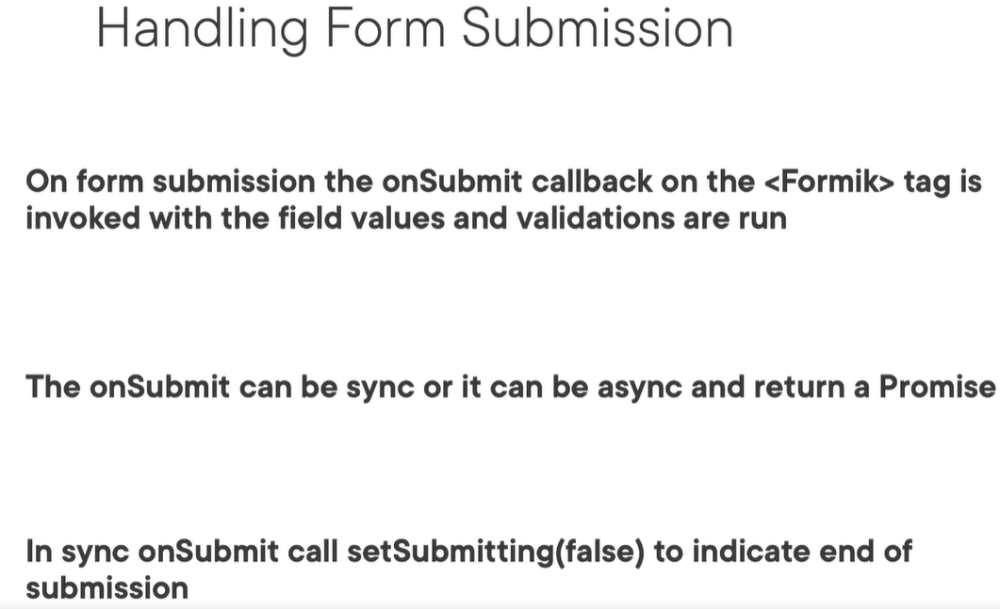 Handling Form Submission
On form submission the onSubmit callback on the <Formik> tag is
invoked with the field values and validations are run
The onSubmit can be sync or it can be async and return a Promise
In sync onSubmit call setSubmitting(false) to indicate end of
submission